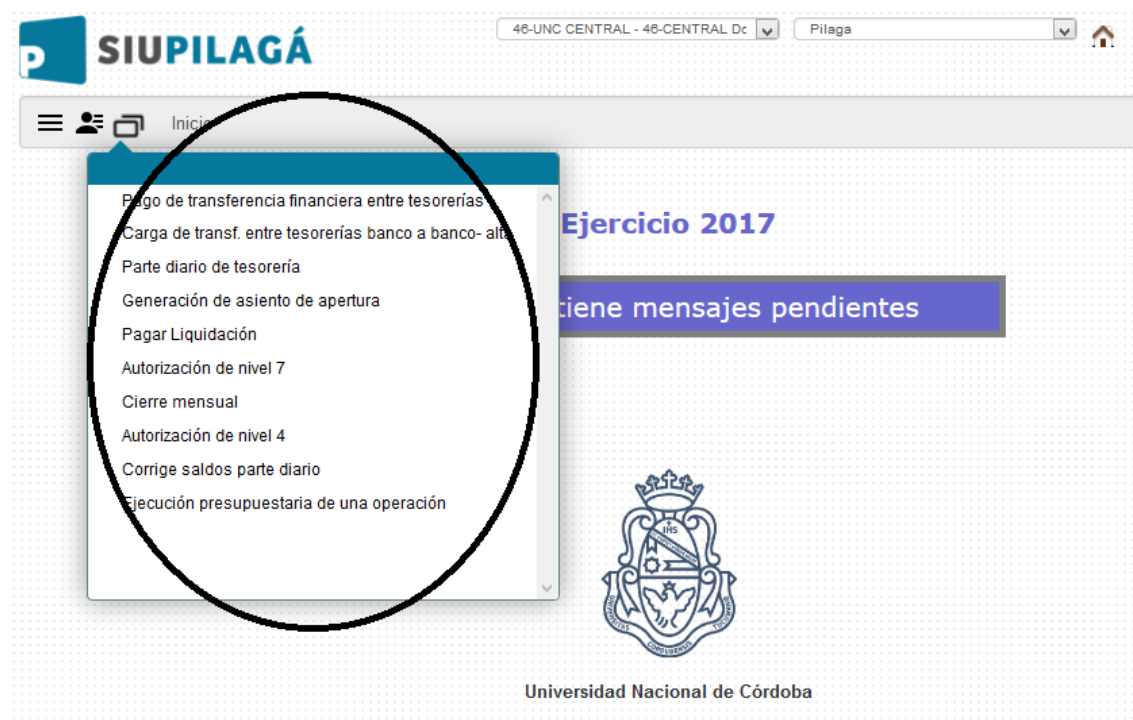 SIUPILAGÁ
46-UNC CENTRAL - 46-CENTRAL Dc
Pilaga
Inicio
Pago de transferencia financiera entre tesorerías
Carga de transf. entre tesorerías banco a banco- alta
Parte diario de tesorería
Generación de asiento de apertura
Pagar Liquidación
Autorización de nivel 7
Cierre mensual
Autorización de nivel 4
Corrige saldos parte diario
Ejecución presupuestaria de una operación
Ejercicio 2017
tiene mensajes pendientes
Universidad Nacional de Córdoba